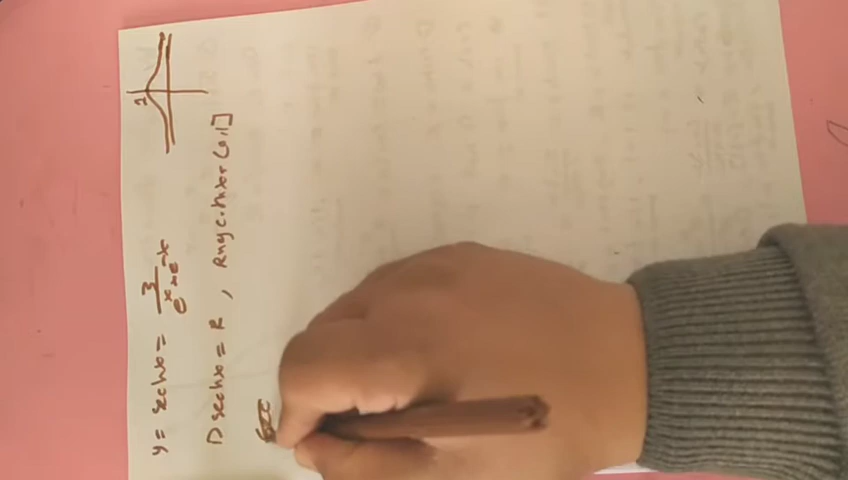 y = sechx = 2 / e^x + e^-x
1
D sechx = R , Rng sechx = (0,1]